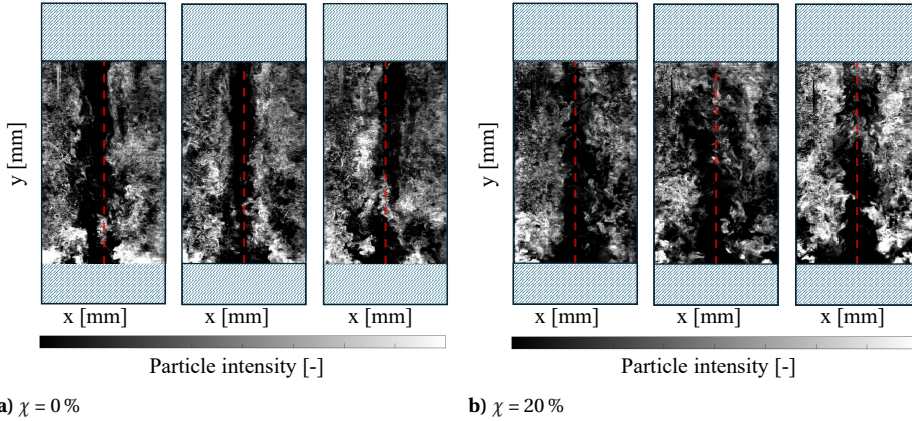 y [mm]
x [mm] x [mm] x [mm]
Particle intensity [-]
a) χ = 0 %
y [mm]
x [mm] x [mm] x [mm]
Particle intensity [-]
b) χ = 20 %